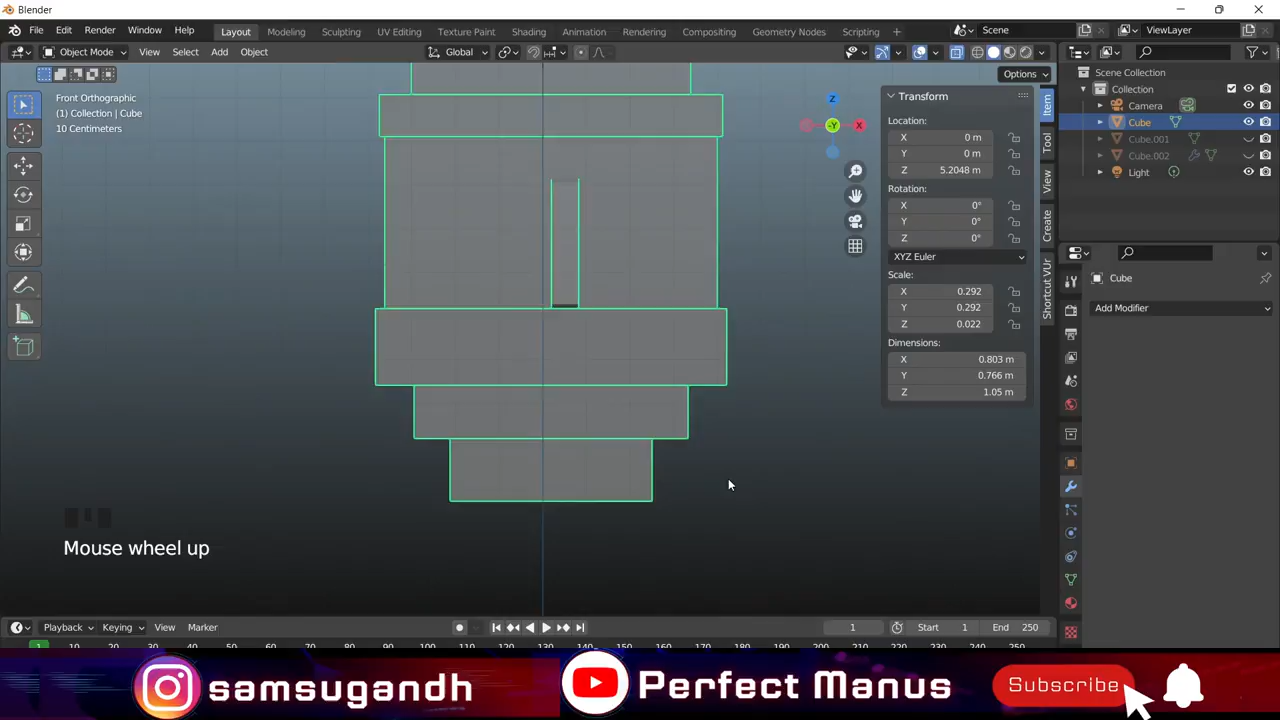 Blender
File Edit Render Window Help
Layout Modeling Sculpting UV Editing Texture Paint Shading Animation Rendering Compositing Geometry Nodes Scripting +
Scene
ViewLayer
Object Mode View Select Add Object
Global
Options
Front Orthographic
(1) Collection | Cube
10 Centimeters
Z
-Y
X
Transform
Location:
X 0 m
Y 0 m
Z 5.2048 m
Rotation:
X 0°
Y 0°
Z 0°
XYZ Euler
Scale:
X 0.292
Y 0.292
Z 0.022
Dimensions:
X 0.803 m
Y 0.766 m
Z 1.05 m
Item
Tool
View
Create
Shortcut VUr
Scene Collection
Collection
Camera
Cube
Cube.001
Cube.002
Light
Cube
Add Modifier
Mouse wheel up
Playback Keying View Marker
1 Start 1 End 250
samsugandh
Perfect Manus
Subscribe